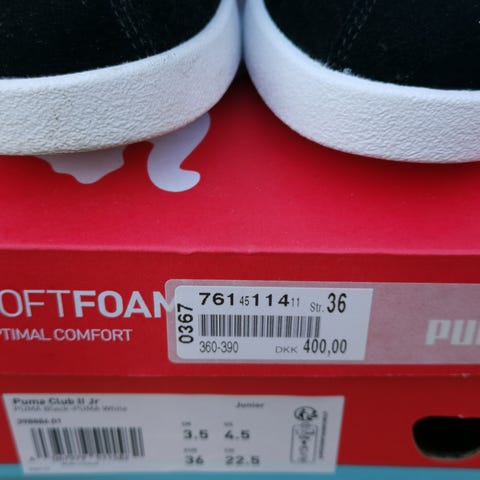 OFTFOAM
PTIMAL COMFORT
0367
761 45 114 11 Str. 36
360-390 DKK 400,00
PU
Puma Club II Jr
PUMA Black-PUMA White
Junior
3.5 4.5
36 22.5